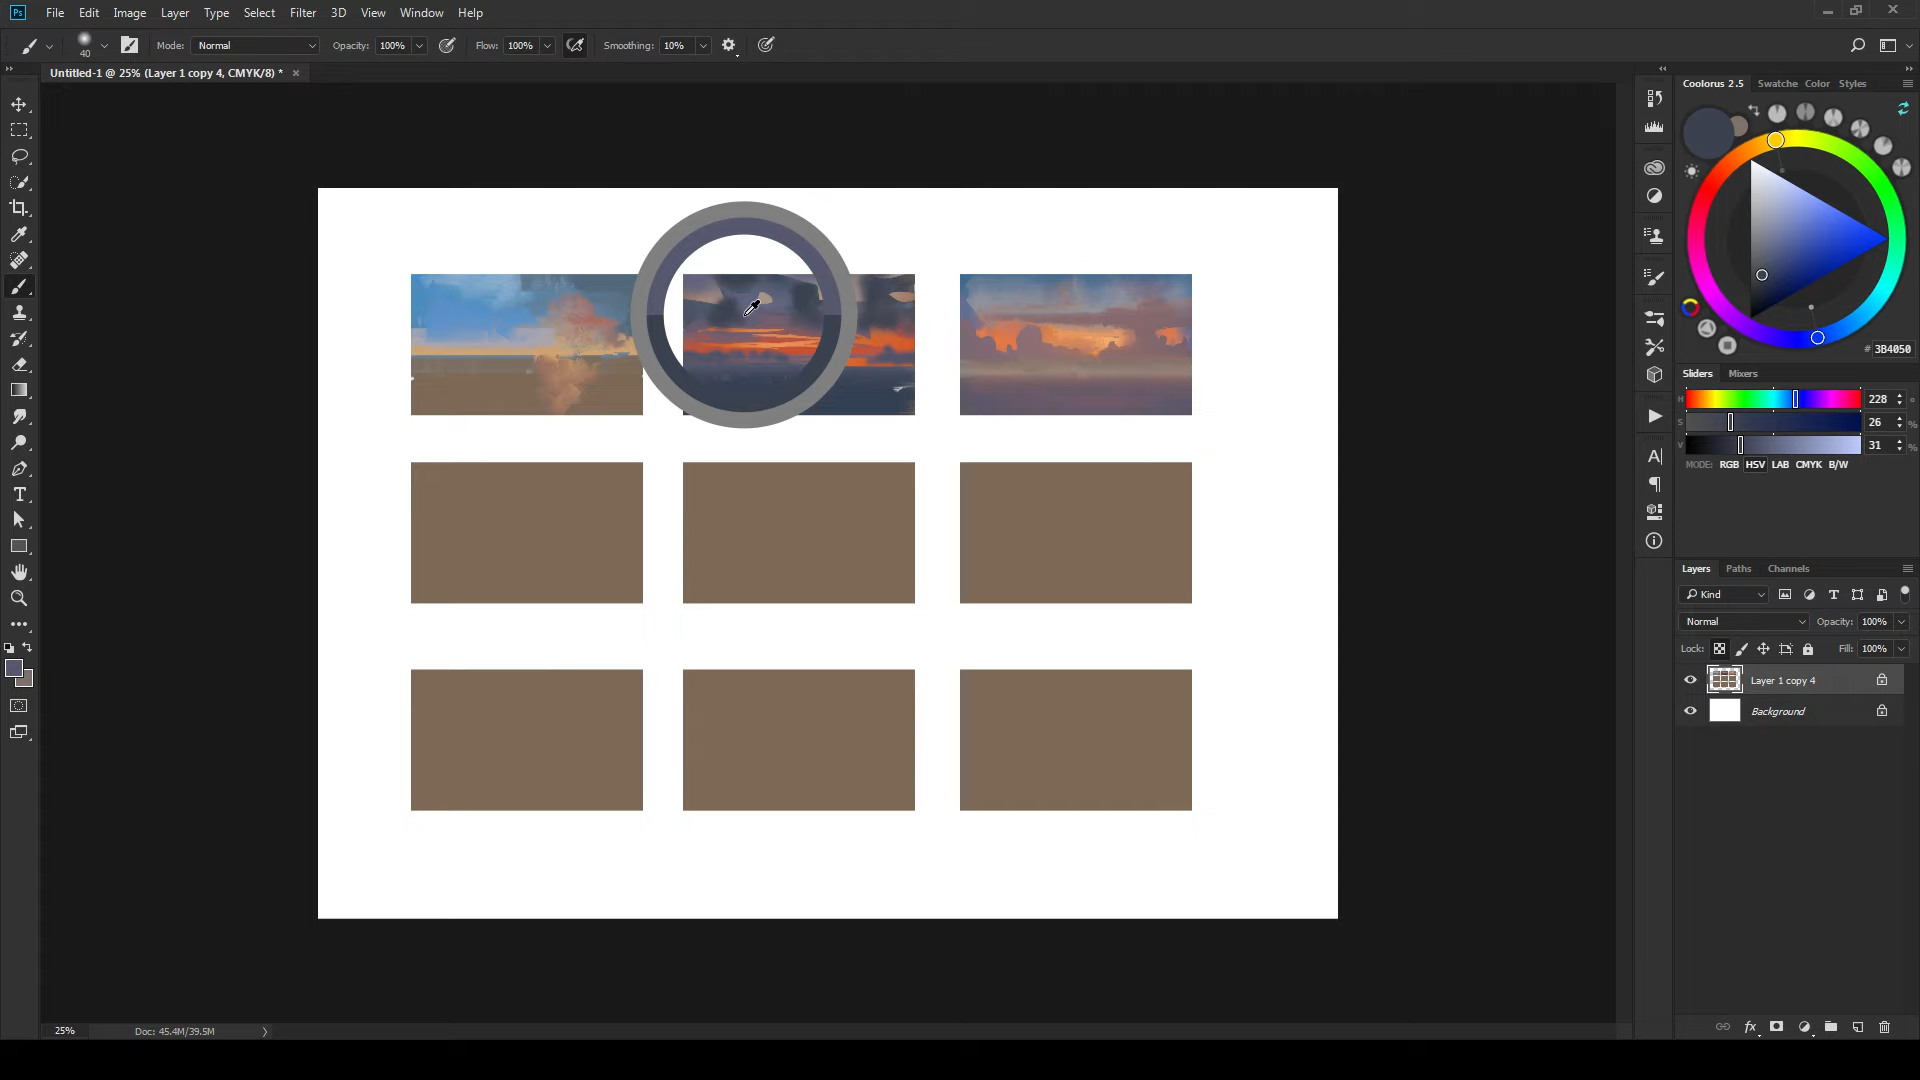 Ps File Edit Image Layer Type Select Filter 3D View Window Help
40 Mode: Normal Opacity: 100% Flow: 100% Smoothing: 10%
Untitled-1 @ 25% (Layer 1 copy 4, CMYK/8) * ×
Coolorus 2.5 Swatche Color Styles
# 3B4050
Sliders Mixers
H 228 °
S 26 %
V 31 %
MODE: RGB HSV LAB CMYK B/W
Layers Paths Channels
Kind
Normal Opacity: 100%
Lock: Fill: 100%
Layer 1 copy 4
Background
25% Doc: 45.4M/39.5M